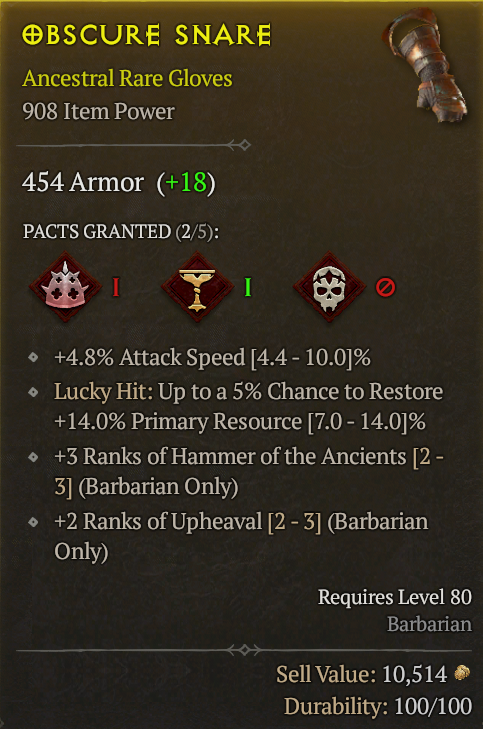 OBSCURE SNARE
Ancestral Rare Gloves
908 Item Power
454 Armor (+18)
PACTS GRANTED (2/5):
I I
+4.8% Attack Speed [4.4 - 10.0]%
Lucky Hit: Up to a 5% Chance to Restore
+14.0% Primary Resource [7.0 - 14.0]%
+3 Ranks of Hammer of the Ancients [2 -
3] (Barbarian Only)
+2 Ranks of Upheaval [2 - 3] (Barbarian
Only)
Requires Level 80
Barbarian
Sell Value: 10,514
Durability: 100/100